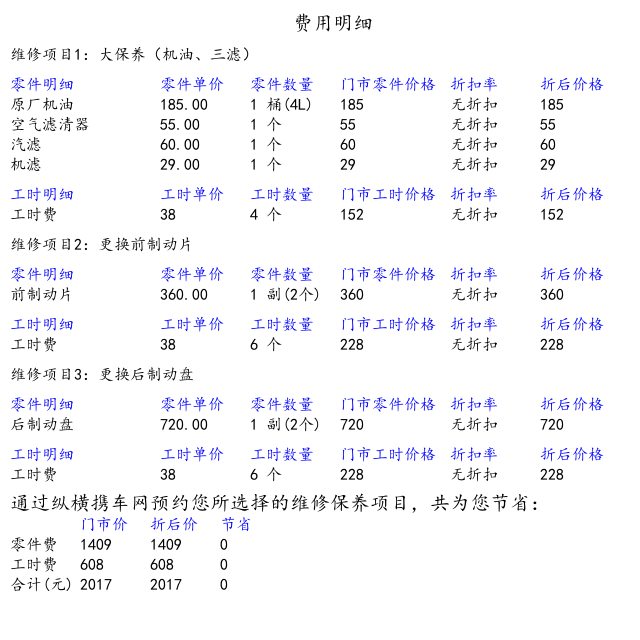 费用明细
维修项目1: 大保养（机油、三滤）
零件明细 零件单价 零件数量 门市零件价格 折扣率 折后价格
原厂机油 185.00 1 桶(4L) 185 无折扣 185
空气滤清器 55.00 1 个 55 无折扣 55
汽滤 60.00 1 个 60 无折扣 60
机滤 29.00 1 个 29 无折扣 29
工时明细 工时单价 工时数量 门市工时价格 折扣率 折后价格
工时费 38 4 个 152 无折扣 152
维修项目2: 更换前制动片
零件明细 零件单价 零件数量 门市零件价格 折扣率 折后价格
前制动片 360.00 1 副(2个) 360 无折扣 360
工时明细 工时单价 工时数量 门市工时价格 折扣率 折后价格
工时费 38 6 个 228 无折扣 228
维修项目3: 更换后制动盘
零件明细 零件单价 零件数量 门市零件价格 折扣率 折后价格
后制动盘 720.00 1 副(2个) 720 无折扣 720
工时明细 工时单价 工时数量 门市工时价格 折扣率 折后价格
工时费 38 6 个 228 无折扣 228
通过纵横携车网预约您所选择的维修保养项目，共为您节省:
门市价 折后价 节省
零件费 1409 1409 0
工时费 608 608 0
合计(元) 2017 2017 0